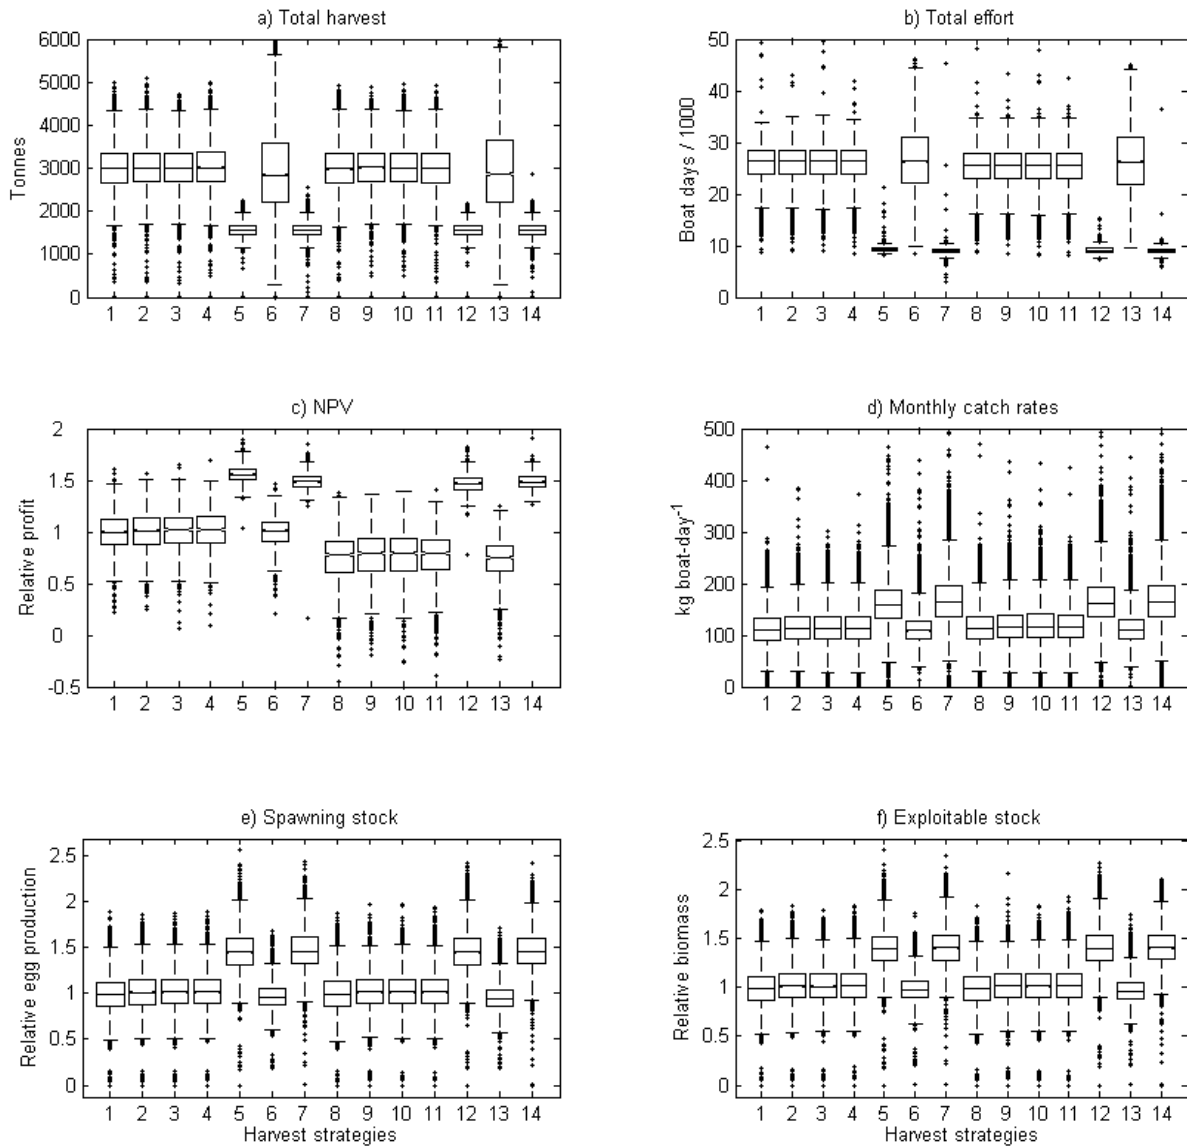 a) Total harvest
Tonnes
6000
5000
4000
3000
2000
1000
0
1 2 3 4 5 6 7 8 9 10 11 12 13 14
b) Total effort
Boat days / 1000
50
40
30
20
10
0
1 2 3 4 5 6 7 8 9 10 11 12 13 14
c) NPV
Relative profit
2
1.5
1
0.5
0
-0.5
1 2 3 4 5 6 7 8 9 10 11 12 13 14
d) Monthly catch rates
kg boat-day⁻¹
500
400
300
200
100
0
1 2 3 4 5 6 7 8 9 10 11 12 13 14
e) Spawning stock
Relative egg production
2.5
2
1.5
1
0.5
0
1 2 3 4 5 6 7 8 9 10 11 12 13 14
Harvest strategies
f) Exploitable stock
Relative biomass
2.5
2
1.5
1
0.5
0
1 2 3 4 5 6 7 8 9 10 11 12 13 14
Harvest strategies